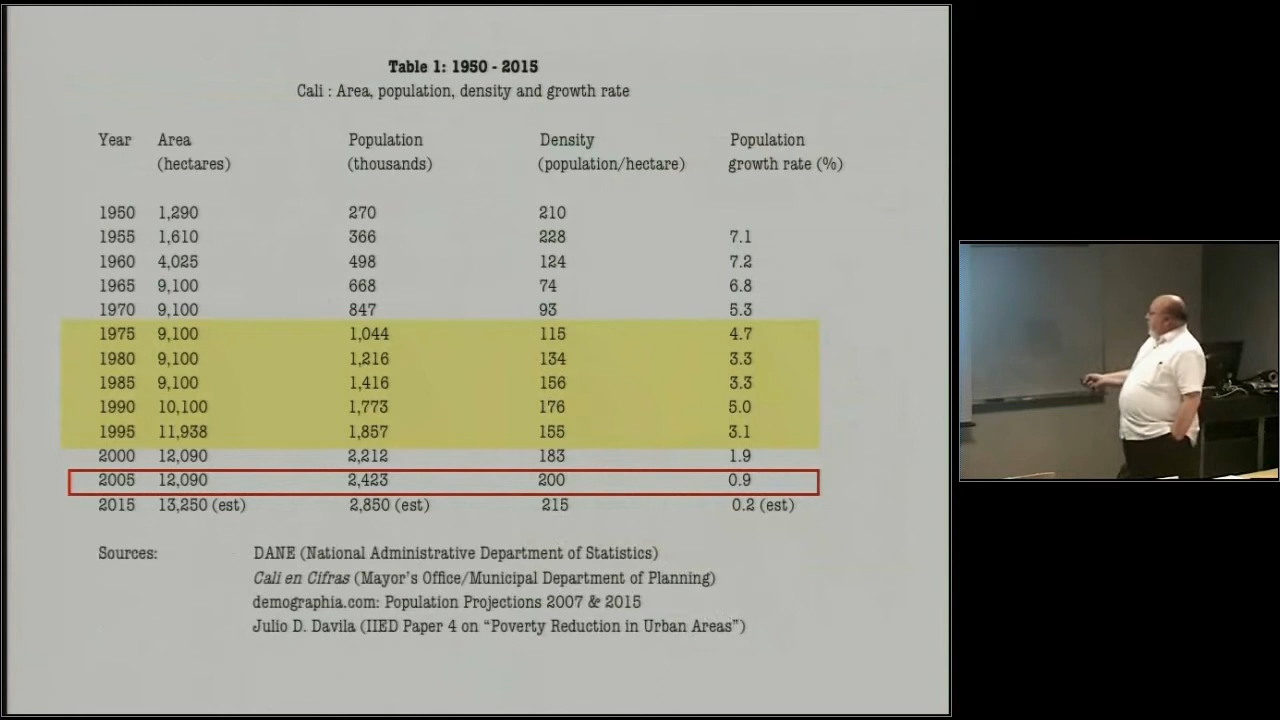 Table 1: 1950 - 2015
Cali : Area, population, density and growth rate
Year Area Population Density Population
(hectares) (thousands) (population/hectare) growth rate (%)
1950 1,290 270 210
1955 1,610 366 228 7.1
1960 4,025 498 124 7.2
1965 9,100 668 74 6.8
1970 9,100 847 93 5.3
1975 9,100 1,044 115 4.7
1980 9,100 1,216 134 3.3
1985 9,100 1,416 156 3.3
1990 10,100 1,773 176 5.0
1995 11,938 1,857 155 3.1
2000 12,090 2,212 183 1.9
2005 12,090 2,423 200 0.9
2015 13,250 (est) 2,850 (est) 215 0.2 (est)
Sources: DANE (National Administrative Department of Statistics)
Cali en Cifras (Mayor's Office/Municipal Department of Planning)
demographia.com: Population Projections 2007 & 2015
Julio D. Davila (IIED Paper 4 on “Poverty Reduction in Urban Areas”)